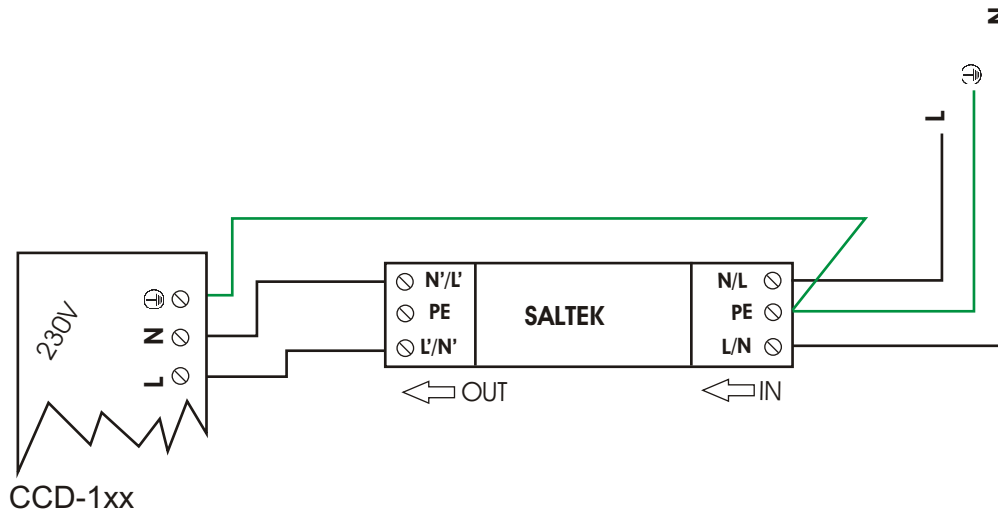 N
L
N'/L'
N/L
PE
SALTEK
PE
230V
N
L'/N'
L/N
L
OUT
IN
CCD-1xx